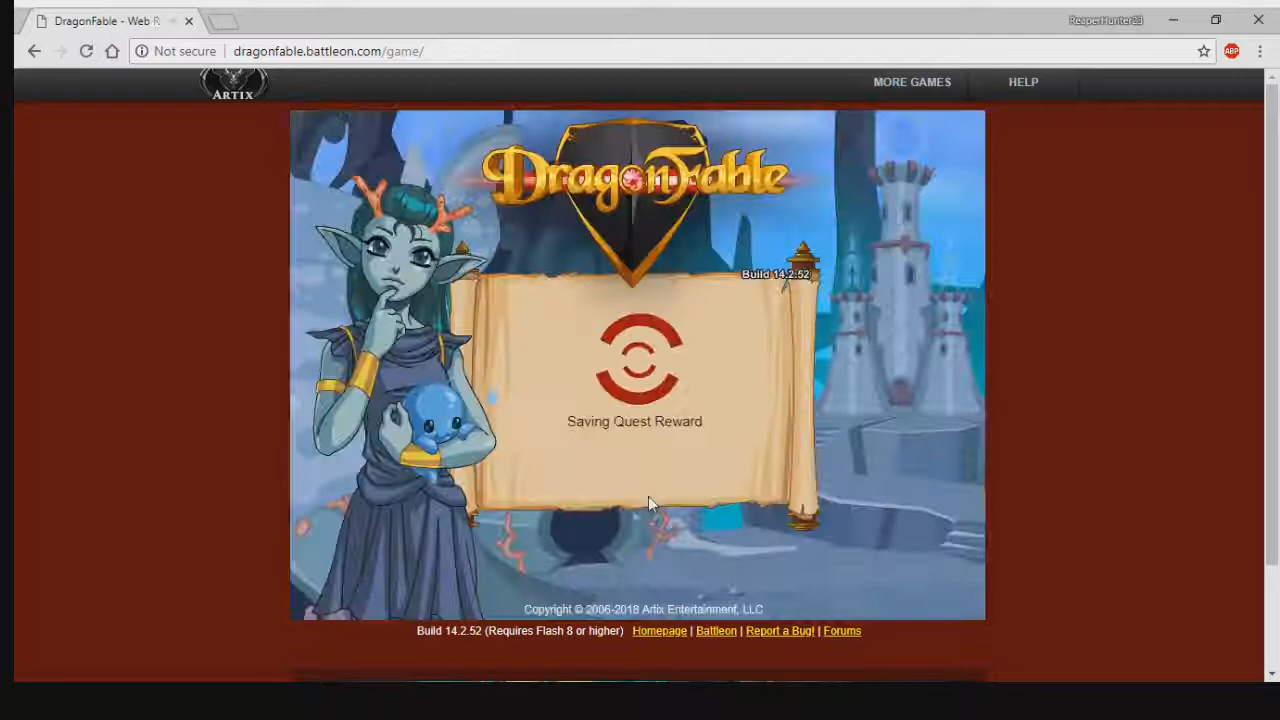 DragonFable - Web R
ReaperHunter23
Not secure
dragonfable.battleon.com/game/
ABP
ARTIX
MORE GAMES
HELP
DragonFable
Build 14.2.52
Saving Quest Reward
Copyright © 2006-2018 Artix Entertainment, LLC
Build 14.2.52 (Requires Flash 8 or higher) Homepage | Battleon | Report a Bug! | Forums